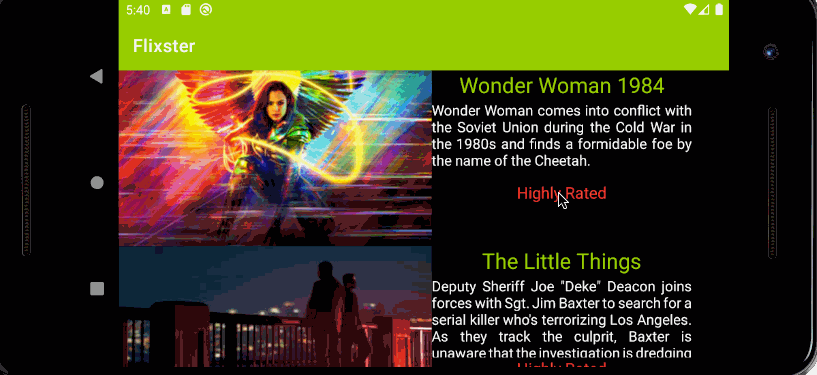 5:40
Flixster
Wonder Woman 1984
Wonder Woman comes into conflict with
the Soviet Union during the Cold War in
the 1980s and finds a formidable foe by
the name of the Cheetah.
Highly Rated
The Little Things
Deputy Sheriff Joe "Deke" Deacon joins
forces with Sgt. Jim Baxter to search for a
serial killer who's terrorizing Los Angeles.
As they track the culprit, Baxter is
unaware that the investigation is dredging
Highly Rated